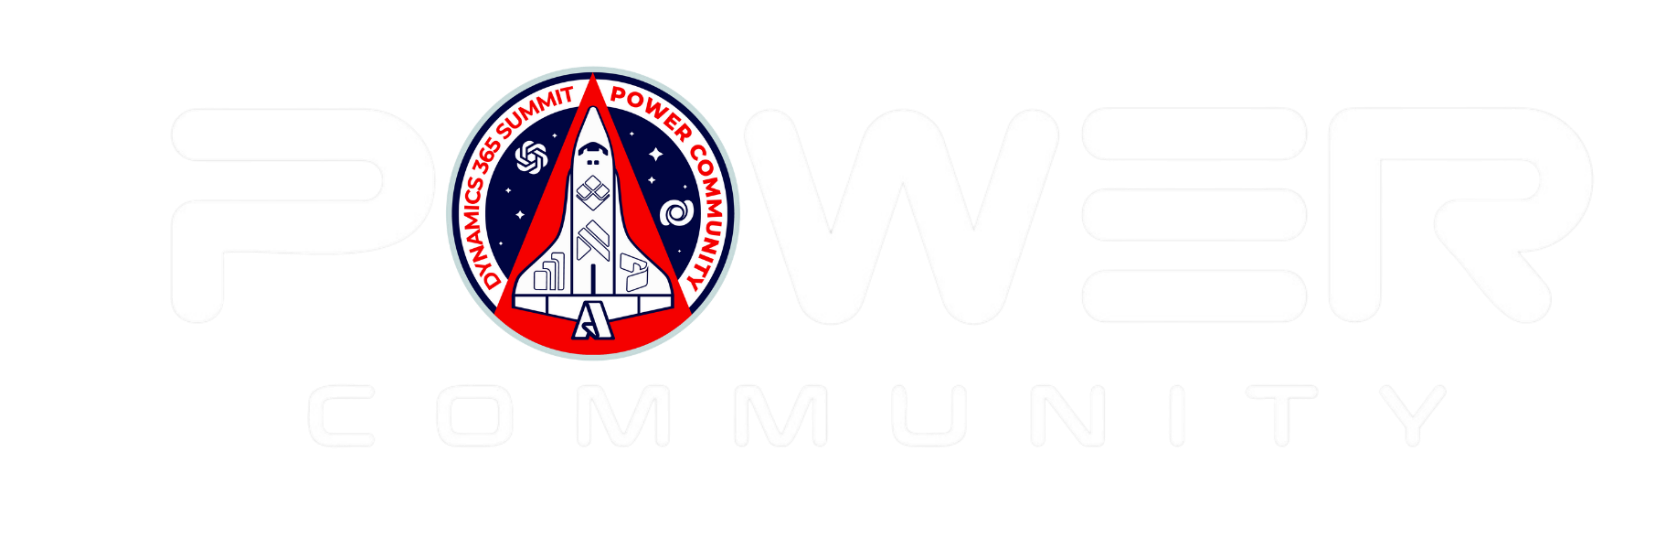 POWER
DYNAMICS 365 SUMMIT
POWER COMMUNITY
COMMUNITY